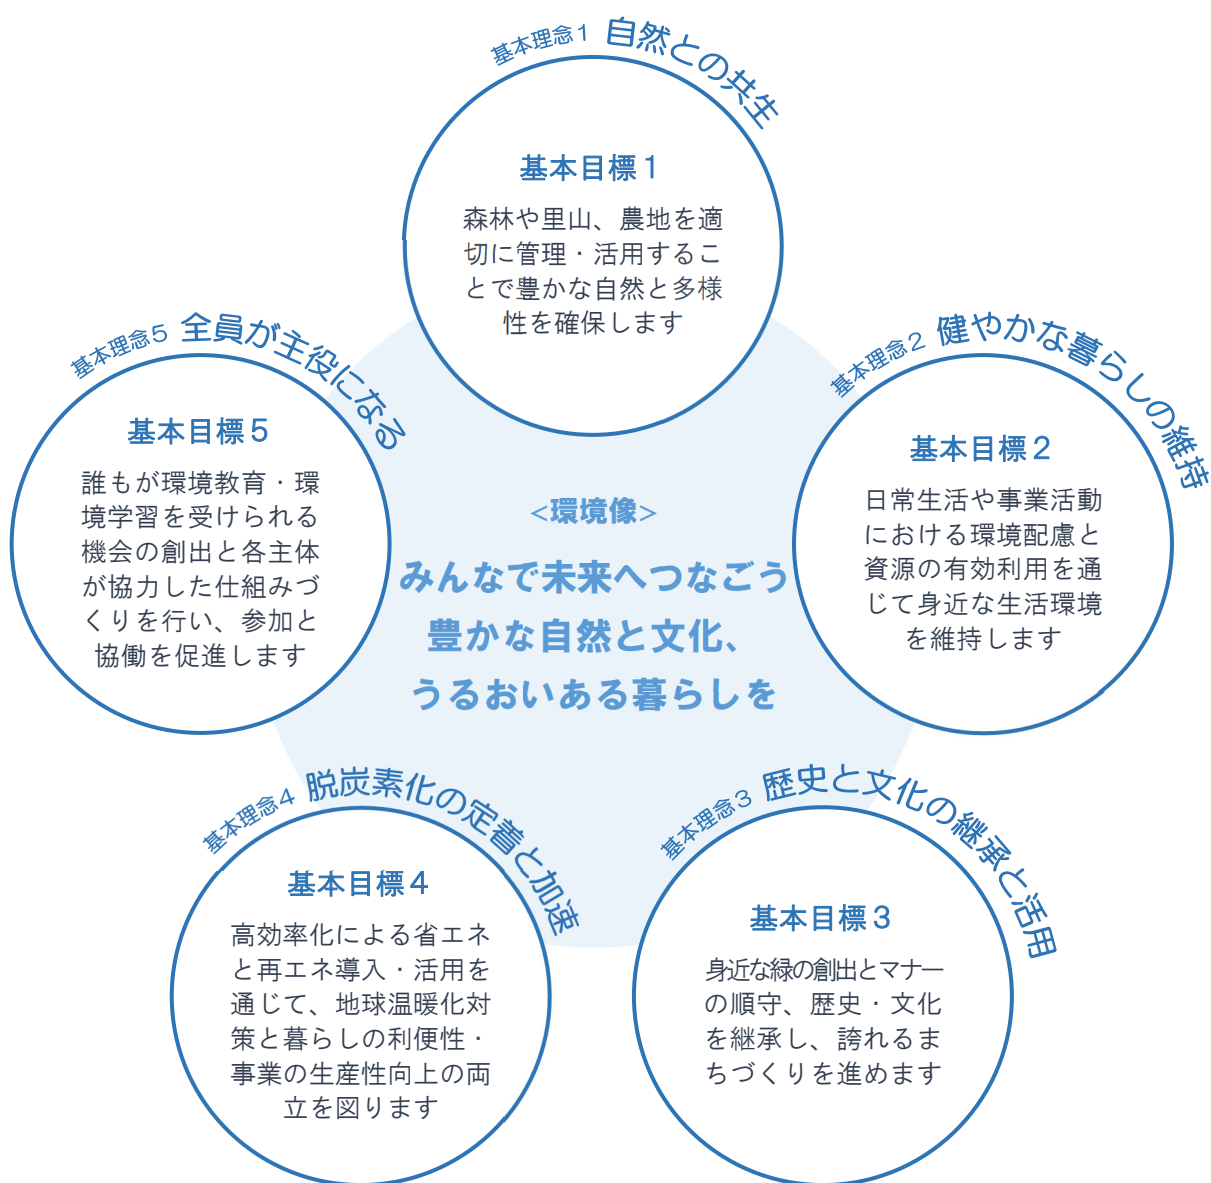 基本理念１ 自然との共生
基本目標１
森林や里山、農地を適
切に管理・活用するこ
とで豊かな自然と多様
性を確保します
基本理念２ 健やかな暮らしの維持
基本目標２
日常生活や事業活動
における環境配慮と
資源の有効利用を通
じて身近な生活環境
を維持します
基本理念３ 歴史と文化の継承と活用
基本目標３
身近な緑の創出とマナー
の順守、歴史・文化
を継承し、誇れるま
ちづくりを進めます
基本理念４ 脱炭素化の定着と加速
基本目標４
高効率化による省エネ
と再エネ導入・活用を
通じて、地球温暖化対
策と暮らしの利便性・
事業の生産性向上の両
立を図ります
基本理念５ 全員が主役になる
基本目標５
誰もが環境教育・環
境学習を受けられる
機会の創出と各主体
が協力した仕組みづ
くりを行い、参加と
協働を促進します
<環境像>
みんなで未来へつなごう
豊かな自然と文化、
うるおいある暮らしを